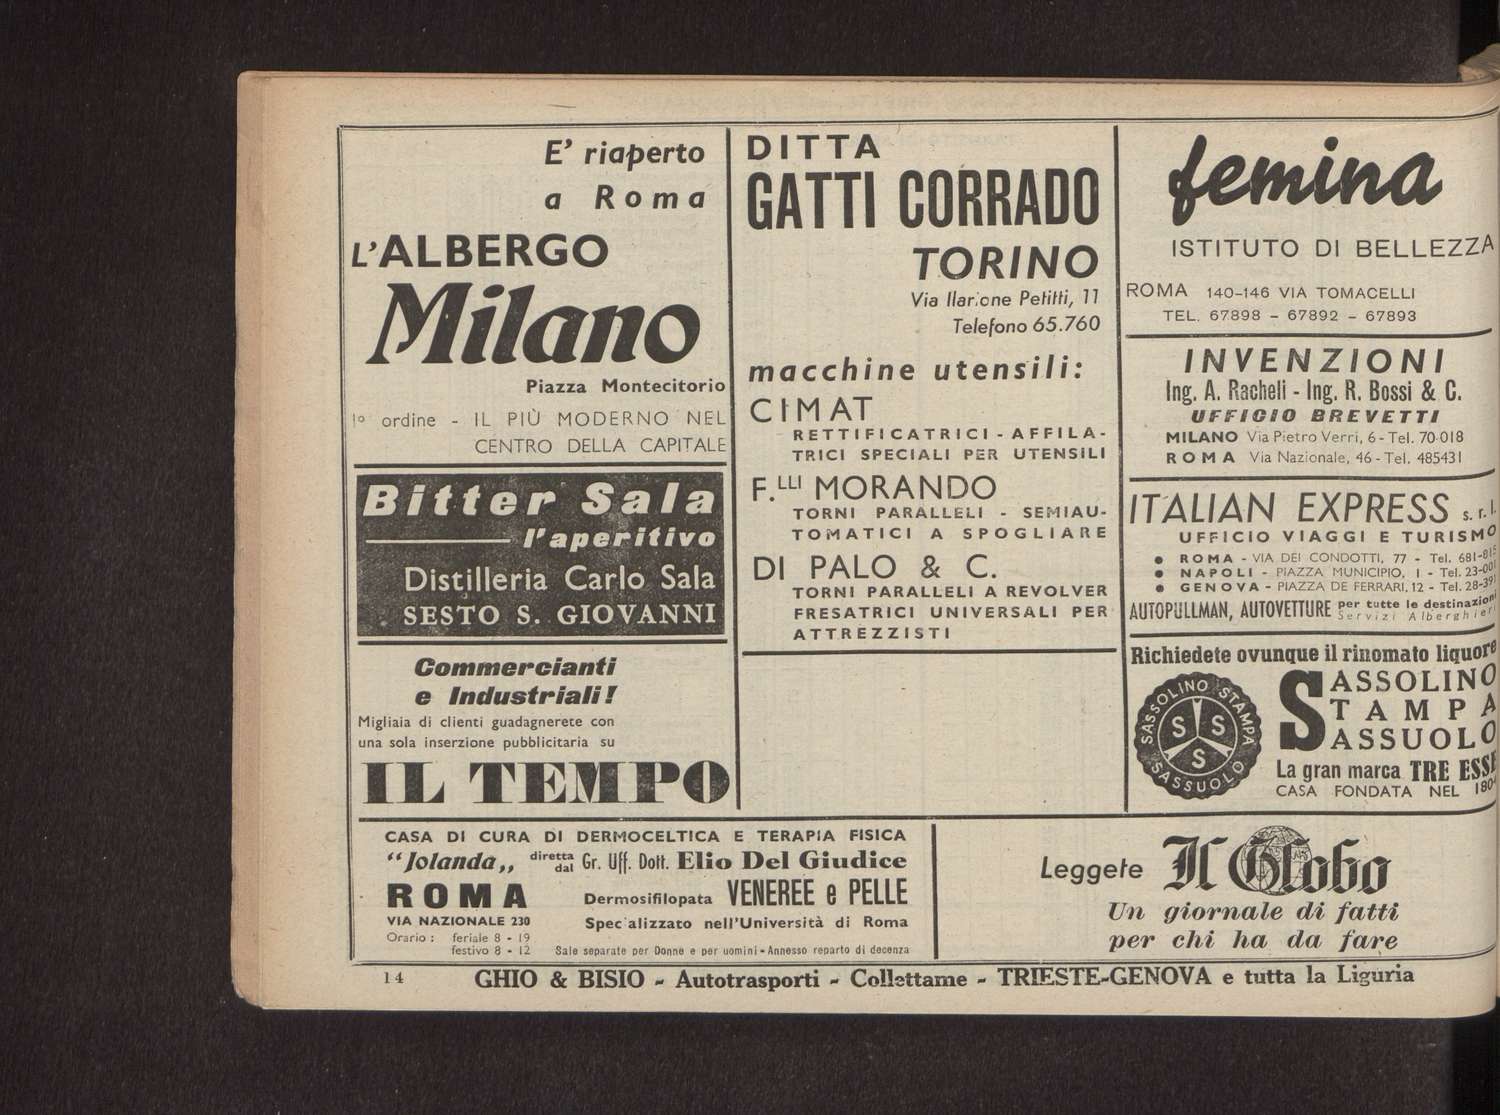 E' riaperto
a Roma
L'ALBERGO
Milano
Piazza Montecitorio
1º ordine - IL PIÙ MODERNO NEL
CENTRO DELLA CAPITALE
Bitter Sala
l'aperitivo
Distilleria Carlo Sala
SESTO S. GIOVANNI
Commercianti
e Industriali!
Migliaia di clienti guadagnerete con
una sola inserzione pubblicitaria su
IL TEMPO
DITTA
GATTI CORRADO
TORINO
Via Ilarione Petitti, 11
Telefono 65.760
macchine utensili:
CIMAT
RETTIFICATRICI - AFFILA-
TRICI SPECIALI PER UTENSILI
F.LLI MORANDO
TORNI PARALLELI - SEMIAU-
TOMATICI A SPOGLIARE
DI PALO & C.
TORNI PARALLELI A REVOLVER
FRESATRICI UNIVERSALI PER
ATTREZZISTI
femina
ISTITUTO DI BELLEZZA
ROMA 140-146 VIA TOMACELLI
TEL. 67898 - 67892 - 67893
INVENZIONI
Ing. A. Racheli - Ing. R. Bossi & C.
UFFICIO BREVETTI
MILANO Via Pietro Verri, 6 - Tel. 70-018
ROMA Via Nazionale, 46 - Tel. 485431
ITALIAN EXPRESS s. r. l.
UFFICIO VIAGGI E TURISMO
• ROMA - VIA DEI CONDOTTI, 77 - Tel. 681-815
• NAPOLI - PIAZZA MUNICIPIO, 1 - Tel. 23-001
• GENOVA - PIAZZA DE FERRARI, 12 - Tel. 28-391
AUTOPULLMAN, AUTOVETTURE per tutte le destinazioni
Servizi Alberghieri
Richiedete ovunque il rinomato liquore
SASSOLINO STAMPA
SASSUOLO
S S S
SASSOLINO
STAMPA
SASSUOLO
La gran marca TRE ESSE
CASA FONDATA NEL 1804
CASA DI CURA DI DERMOCELTICA E TERAPIA FISICA
"Jolanda„ diretta dal Gr. Uff. Dott. Elio Del Giudice
ROMA Dermosifilopata VENEREE e PELLE
VIA NAZIONALE 230 Specializzato nell'Università di Roma
Orario : feriale 8 - 19
festivo 8 - 12 Sale separate per Donne e per uomini - Annesso reparto di decenza
Leggete Il Globo
Un giornale di fatti
per chi ha da fare
14 GHIO & BISIO - Autotrasporti - Collettame - TRIESTE-GENOVA e tutta la Liguria